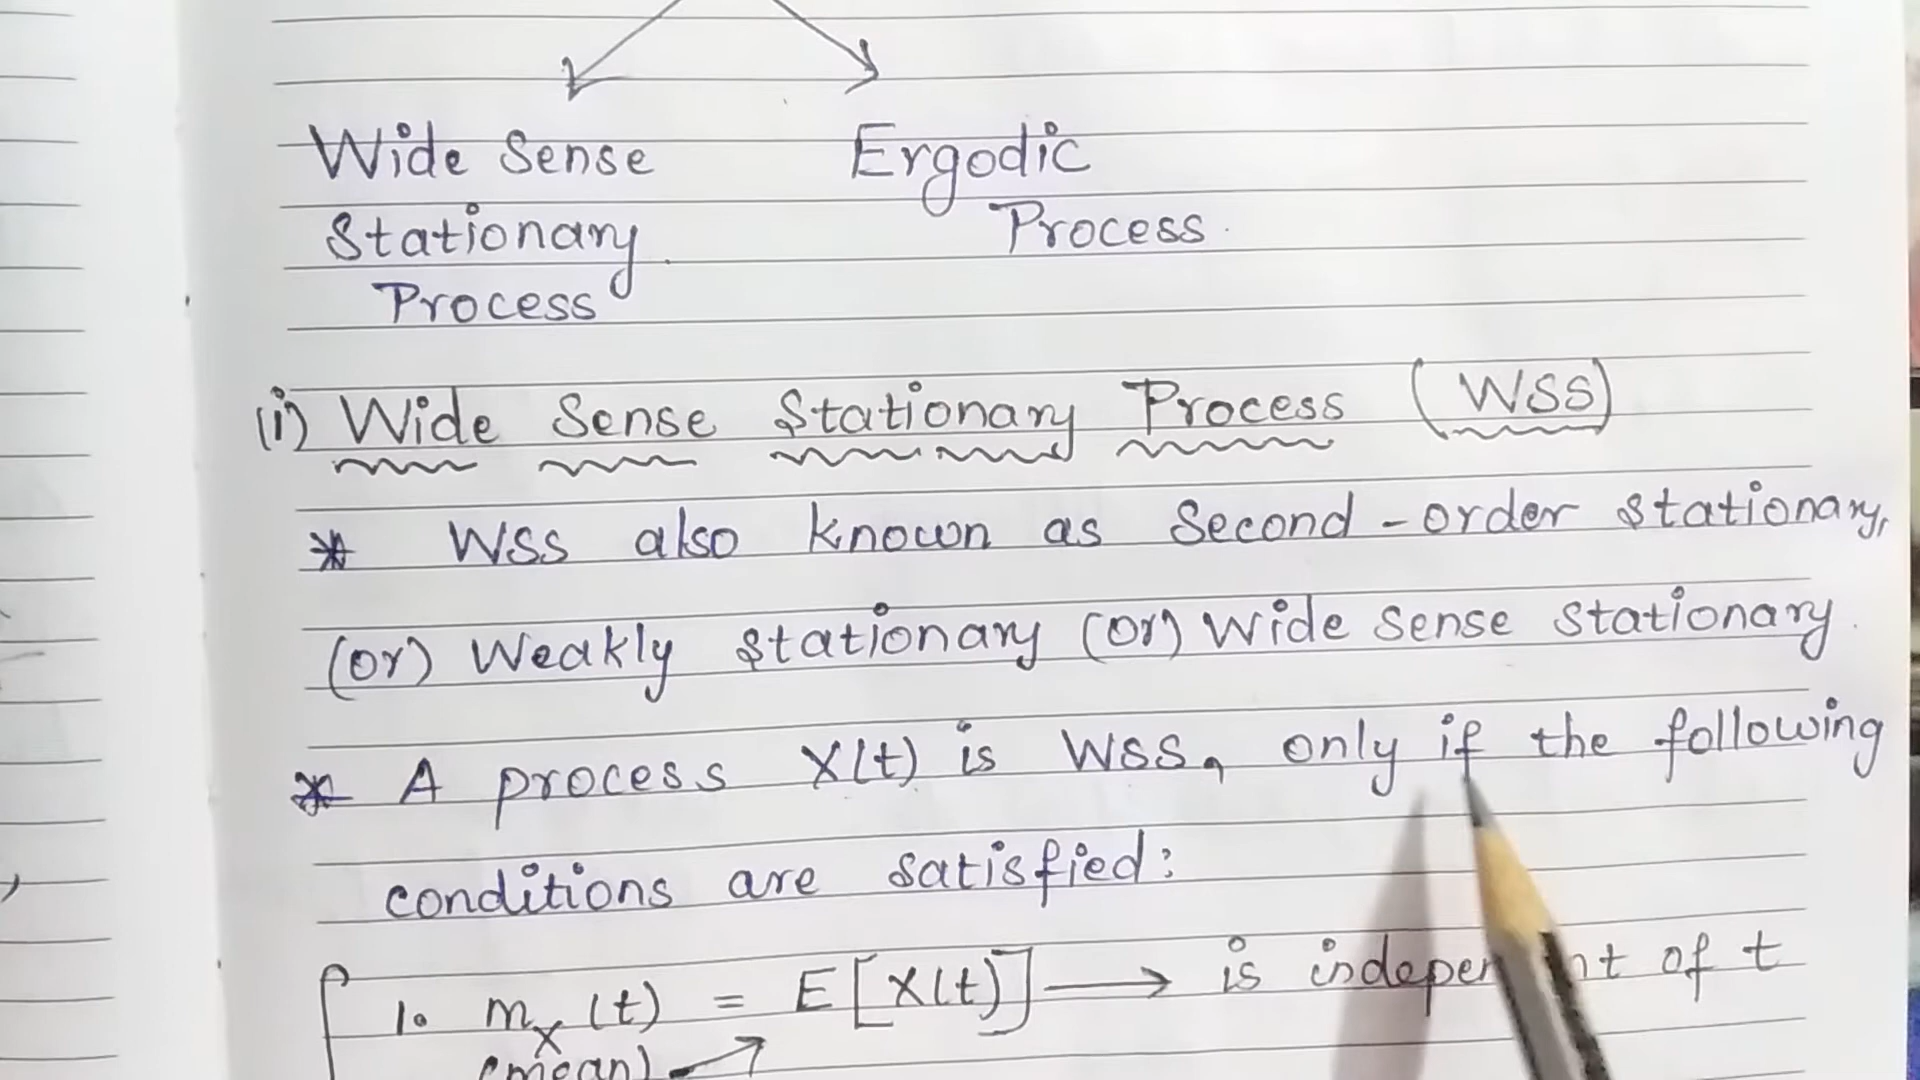 Wide Sense Ergodic
Stationary Process
Process
(i) Wide Sense Stationary Process (WSS)
* WSS also known as Second-order stationary,
(or) Weakly stationary (or) Wide Sense Stationary.
* A process X(t) is WSS, only if the following
conditions are satisfied:
1. mₓ(t) = E[X(t)] → is of t
(mean)